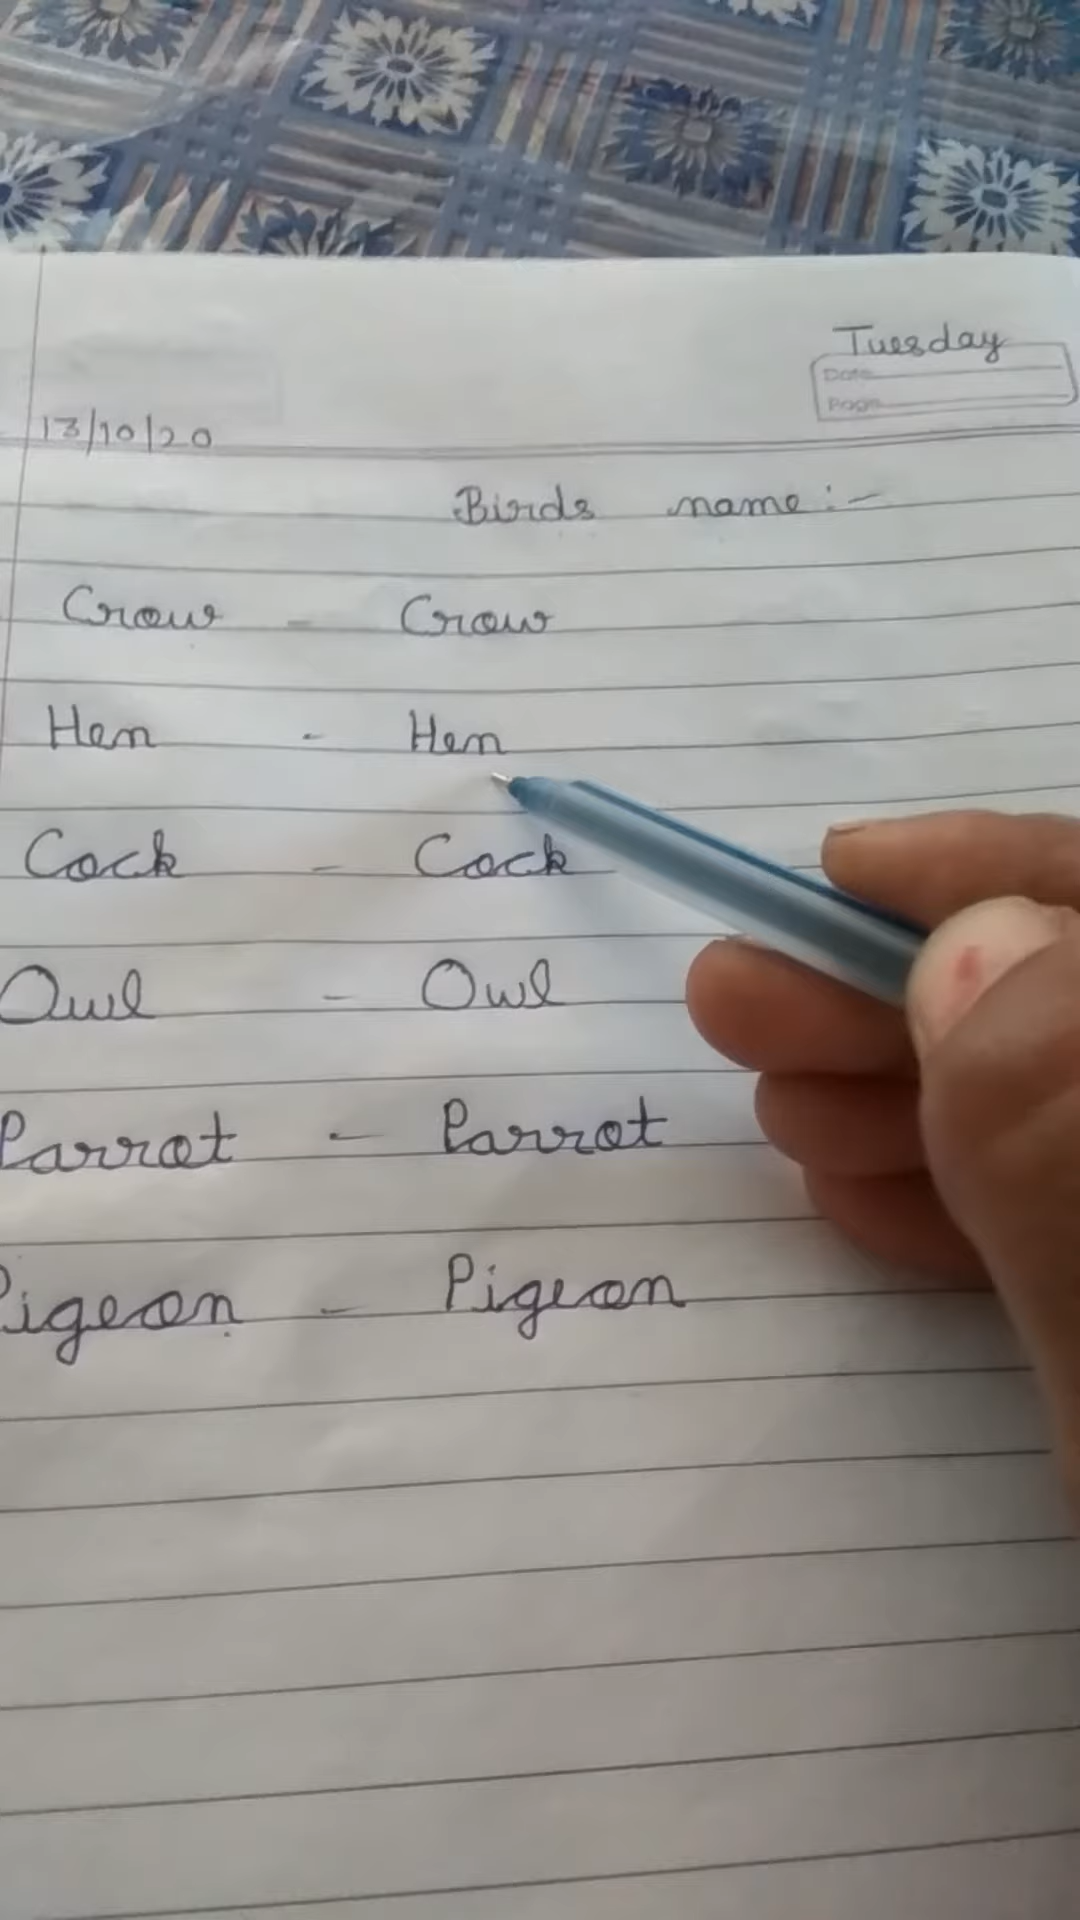 Tuesday
Date
Page
13/10/20
Birds name:-
Crow - Crow
Hen - Hen
Cock - Cock
Owl - Owl
Parrot - Parrot
Pigeon - Pigeon